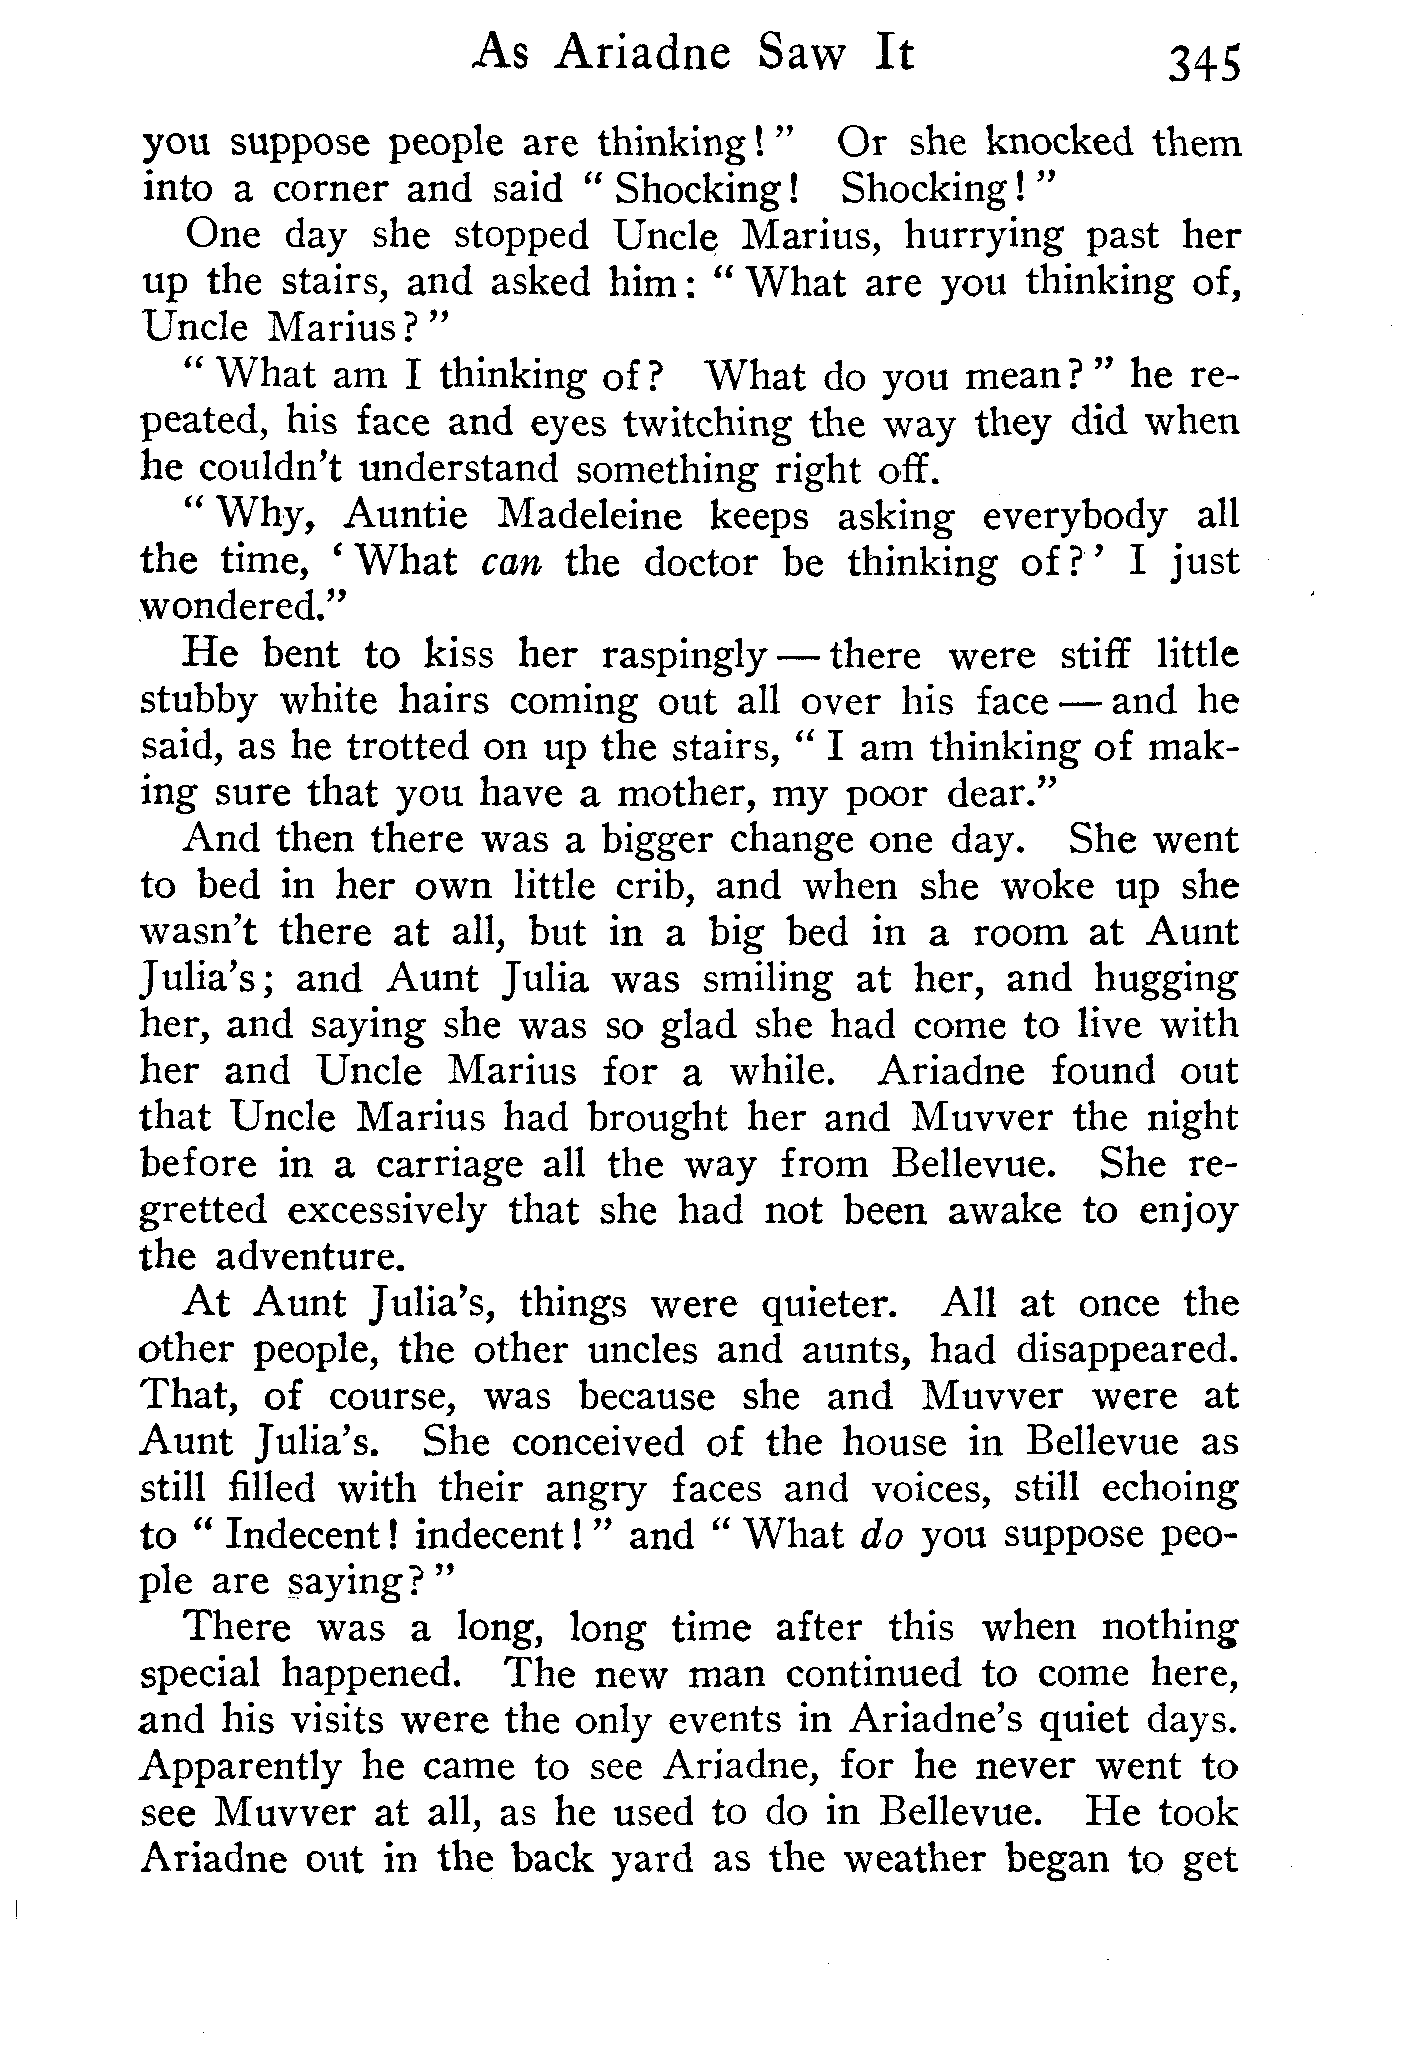 As Ariadne Saw It 345
you suppose people are thinking!" Or she knocked them
into a corner and said "Shocking! Shocking!"
One day she stopped Uncle Marius, hurrying past her
up the stairs, and asked him: "What are you thinking of,
Uncle Marius?"
"What am I thinking of? What do you mean?" he re-
peated, his face and eyes twitching the way they did when
he couldn't understand something right off.
"Why, Auntie Madeleine keeps asking everybody all
the time, 'What can the doctor be thinking of?' I just
wondered."
He bent to kiss her raspingly — there were stiff little
stubby white hairs coming out all over his face — and he
said, as he trotted on up the stairs, "I am thinking of mak-
ing sure that you have a mother, my poor dear."
And then there was a bigger change one day. She went
to bed in her own little crib, and when she woke up she
wasn't there at all, but in a big bed in a room at Aunt
Julia's; and Aunt Julia was smiling at her, and hugging
her, and saying she was so glad she had come to live with
her and Uncle Marius for a while. Ariadne found out
that Uncle Marius had brought her and Muvver the night
before in a carriage all the way from Bellevue. She re-
gretted excessively that she had not been awake to enjoy
the adventure.
At Aunt Julia's, things were quieter. All at once the
other people, the other uncles and aunts, had disappeared.
That, of course, was because she and Muvver were at
Aunt Julia's. She conceived of the house in Bellevue as
still filled with their angry faces and voices, still echoing
to "Indecent! indecent!" and "What do you suppose peo-
ple are saying?"
There was a long, long time after this when nothing
special happened. The new man continued to come here,
and his visits were the only events in Ariadne's quiet days.
Apparently he came to see Ariadne, for he never went to
see Muvver at all, as he used to do in Bellevue. He took
Ariadne out in the back yard as the weather began to get